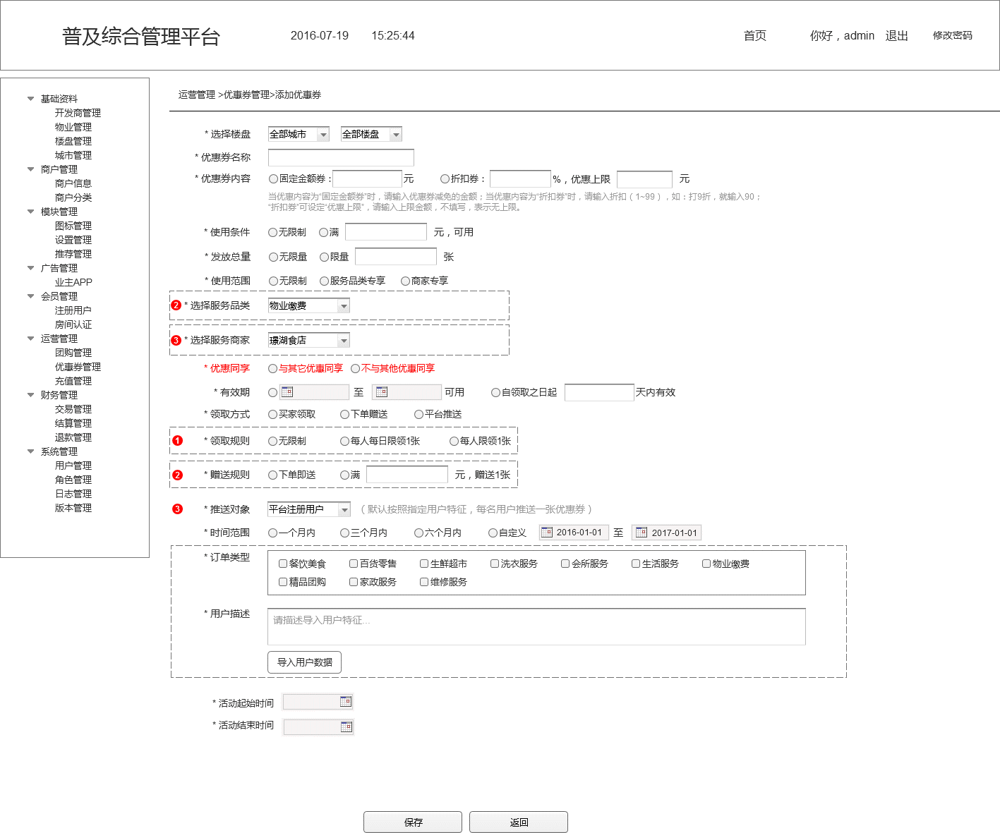 普及综合管理平台 2016-07-19 15:25:44 首页 你好，admin 退出 修改密码
基础资料
开发商管理
物业管理
楼盘管理
城市管理
商户管理
商户信息
商户分类
模块管理
图标管理
设置管理
推荐管理
广告管理
业主APP
会员管理
注册用户
房间认证
运营管理
团购管理
优惠券管理
充值管理
财务管理
交易管理
结算管理
退款管理
系统管理
用户管理
角色管理
日志管理
版本管理
运营管理 >优惠券管理>添加优惠券
* 选择楼盘 全部城市 全部楼盘
* 优惠券名称
* 优惠券内容 固定金额券： 元 折扣券： %，优惠上限 元
当优惠内容为“固定金额券”时，请输入优惠券减免的金额；当优惠内容为“折扣券”时，请输入折扣（1~99），如：打9折，就输入90；
“折扣券”可设定“优惠上限”，请输入上限金额，不填写，表示无上限。
* 使用条件 无限制 满 元，可用
* 发放总量 无限量 限量 张
* 使用范围 无限制 服务品类专享 商家专享
2 * 选择服务品类 物业缴费
3 * 选择服务商家 璟湖食店
* 优惠同享 与其它优惠同享 不与其他优惠同享
* 有效期 至 可用 自领取之日起 天内有效
* 领取方式 买家领取 下单赠送 平台推送
1 * 领取规则 无限制 每人每日限领1张 每人限领1张
2 * 赠送规则 下单即送 满 元，赠送1张
3 * 推送对象 平台注册用户 （默认按照指定用户特征，每名用户推送一张优惠券）
* 时间范围 一个月内 三个月内 六个月内 自定义 2016-01-01 至 2017-01-01
* 订单类型 餐饮美食 百货零售 生鲜超市 洗衣服务 会所服务 生活服务 物业缴费
精品团购 家政服务 维修服务
* 用户描述 请描述导入用户特征...
导入用户数据
* 活动起始时间
* 活动结束时间
保存 返回